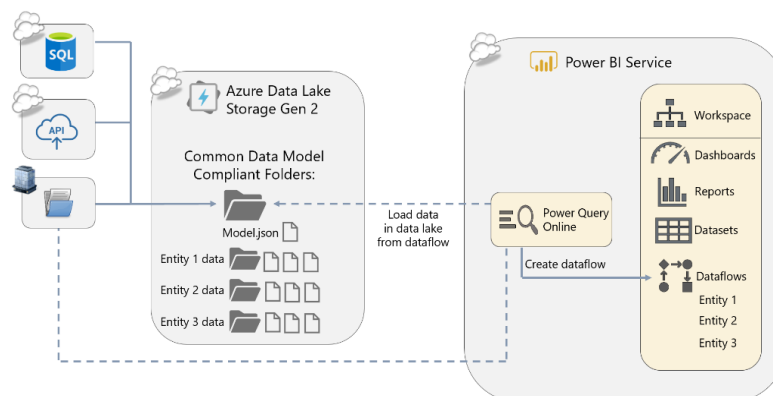 SQL
API
Azure Data Lake
Storage Gen 2
Common Data Model
Compliant Folders:
Model.json
Entity 1 data
Entity 2 data
Entity 3 data
Load data
in data lake
from dataflow
Power BI Service
Power Query
Online
Create dataflow
Workspace
Dashboards
Reports
Datasets
Dataflows
Entity 1
Entity 2
Entity 3